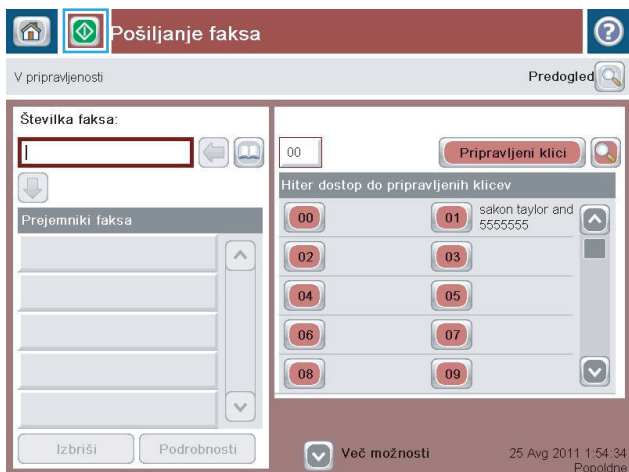 Pošiljanje faksa
?
V pripravljenosti
Predogled
Številka faksa:
00
Pripravljeni klici
Hiter dostop do pripravljenih klicev
Prejemniki faksa
00
01
sakon taylor and
5555555
02
03
04
05
06
07
08
09
Izbriši
Podrobnosti
Več možnosti
25 Avg 2011 1:54:34
Popoldne